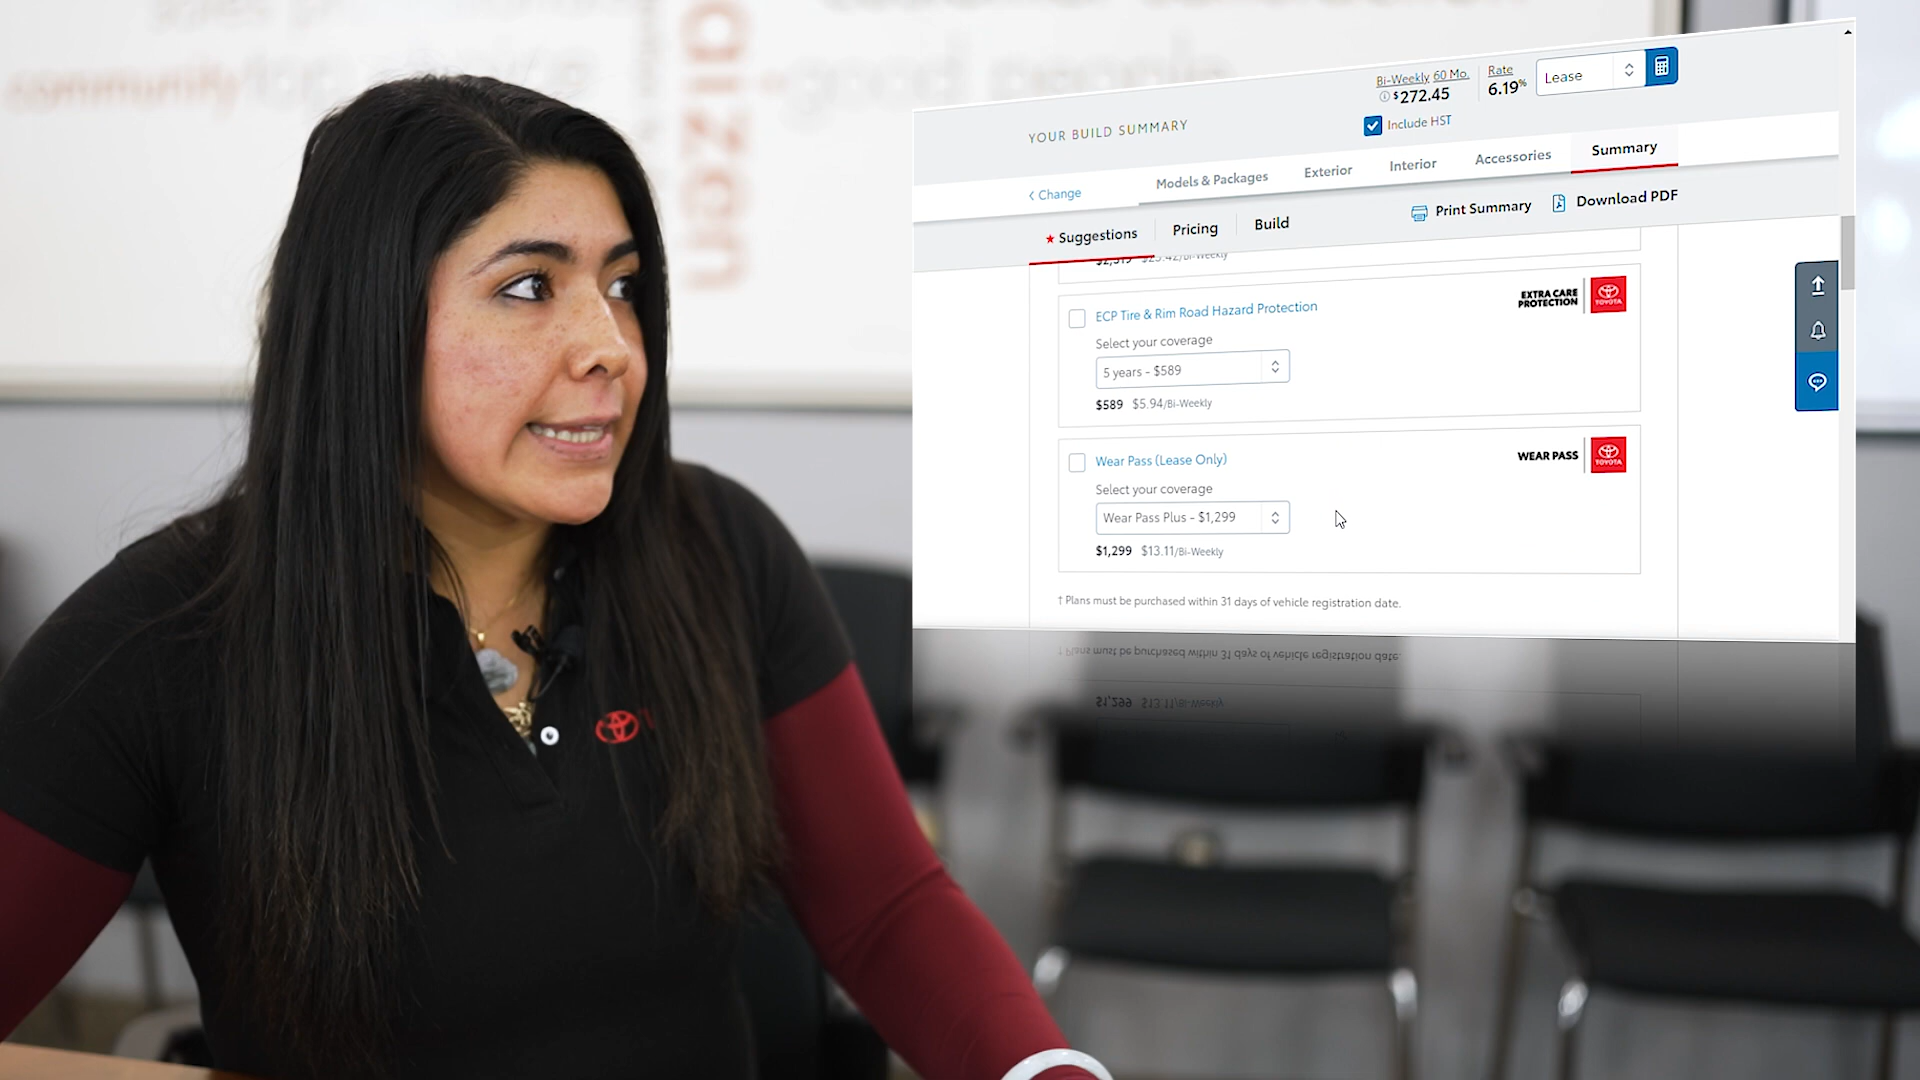 community
aizen
good people
Bi-Weekly 60 Mo.
$272.45
Rate
6.19%
Lease
Include HST
YOUR BUILD SUMMARY
< Change
Models & Packages
Exterior
Interior
Accessories
Summary
★ Suggestions
Pricing
Build
Print Summary
Download PDF
ECP Tire & Rim Road Hazard Protection
EXTRA CARE
PROTECTION
TOYOTA
Select your coverage
5 years - $589
$589 $5.94/Bi-Weekly
Wear Pass (Lease Only)
WEAR PASS
TOYOTA
Select your coverage
Wear Pass Plus - $1,299
$1,299 $13.11/Bi-Weekly
† Plans must be purchased within 31 days of vehicle registration date.